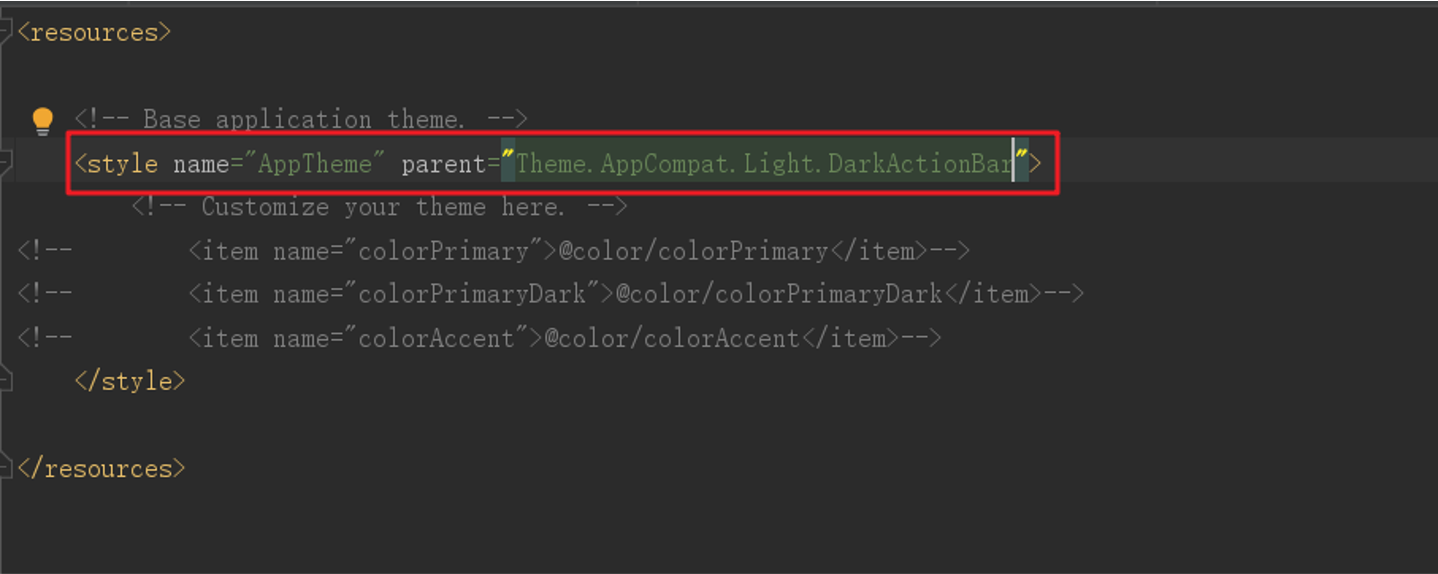 <resources>
<!-- Base application theme. -->
<style name="AppTheme" parent="Theme.AppCompat.Light.DarkActionBar">
<!-- Customize your theme here. -->
<!--        <item name="colorPrimary">@color/colorPrimary</item>-->
<!--        <item name="colorPrimaryDark">@color/colorPrimaryDark</item>-->
<!--        <item name="colorAccent">@color/colorAccent</item>-->
</style>
</resources>